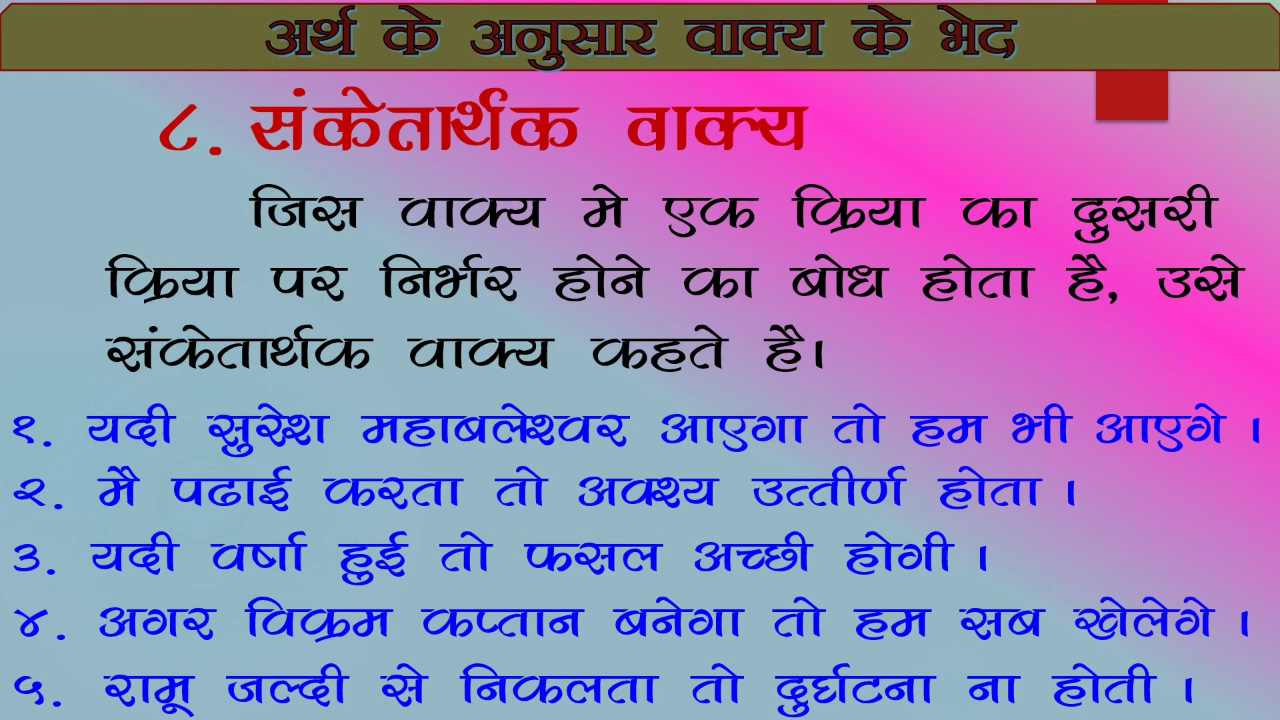 अर्थ के अनुसार वाक्य के भेद
८. संकेतार्थक वाक्य
जिस वाक्य मे एक क्रिया का दुसरी
क्रिया पर निर्भर होने का बोध होता है, उसे
संकेतार्थक वाक्य कहते है।
१. यदी सुरेश महाबलेश्वर आएगा तो हम भी आएगे ।
२. मै पढाई करता तो अवश्य उत्तीर्ण होता ।
३. यदी वर्षा हुई तो फसल अच्छी होगी ।
४. अगर विक्रम कप्तान बनेगा तो हम सब खेलेगे ।
५. रामू जल्दी से निकलता तो दुर्घटना ना होती ।